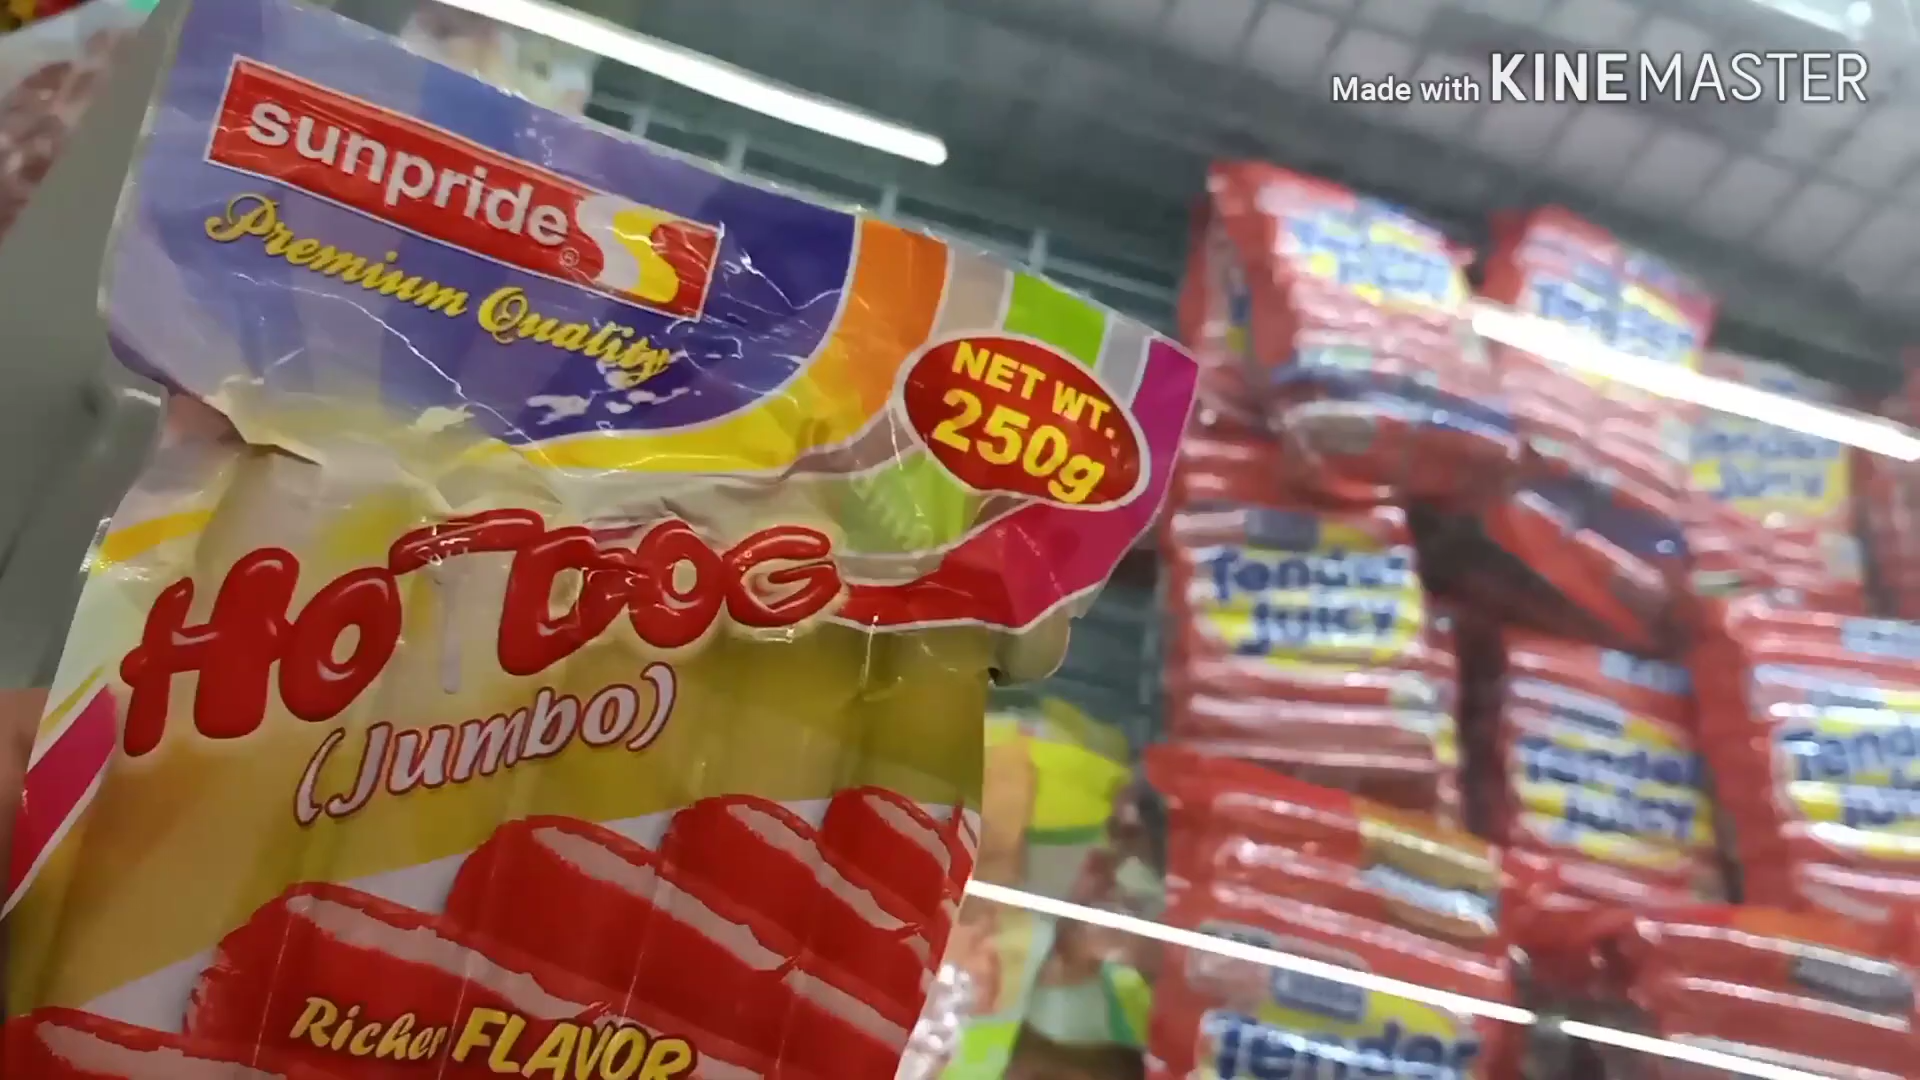 Made with KINEMASTER
sunpride
Premium Quality
NET WT.
250g
HOTDOG
(Jumbo)
Richer FLAVOR
Tender
Juicy
Tender
Juicy
Tender
Juicy
Tender